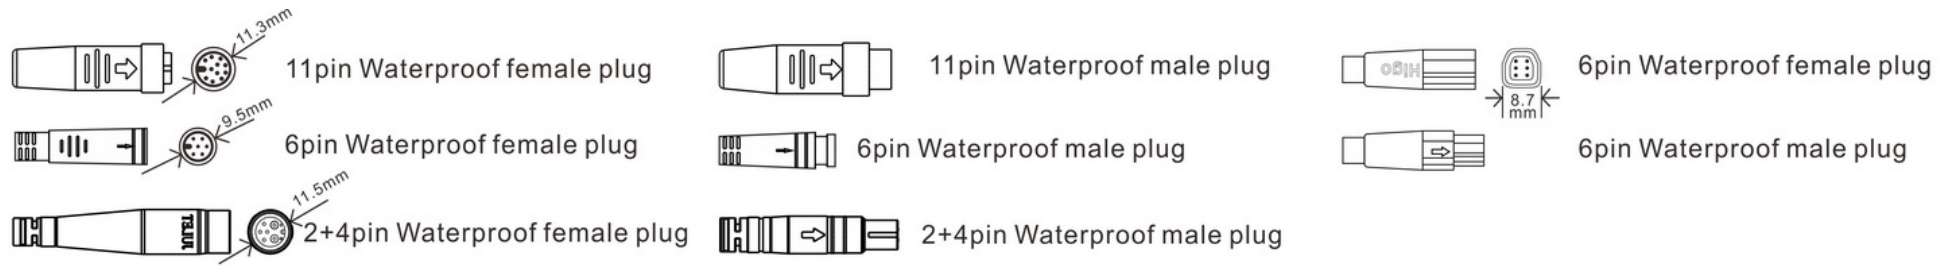 11.3mm
11pin Waterproof female plug
11pin Waterproof male plug
Higo
6pin Waterproof female plug
8.7
mm
9.5mm
6pin Waterproof female plug
6pin Waterproof male plug
6pin Waterproof male plug
11.5mm
JULET
2+4pin Waterproof female plug
2+4pin Waterproof male plug